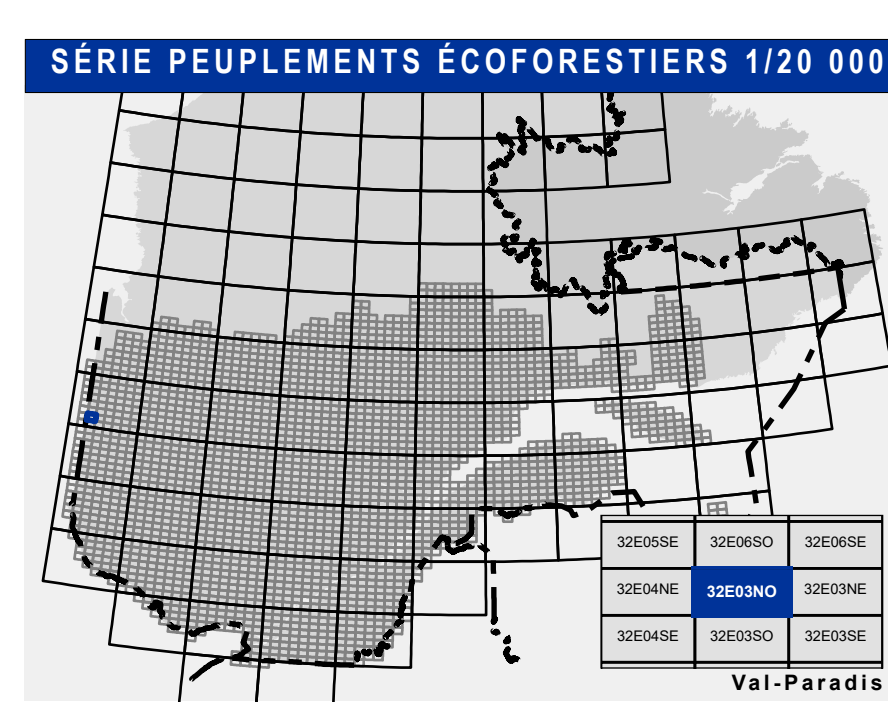 SÉRIE PEUPLEMENTS ÉCOFORESTIERS 1/20 000
32E05SE 32E06SO 32E06SE
32E04NE 32E03NO 32E03NE
32E04SE 32E03SO 32E03SE
Val-Paradis